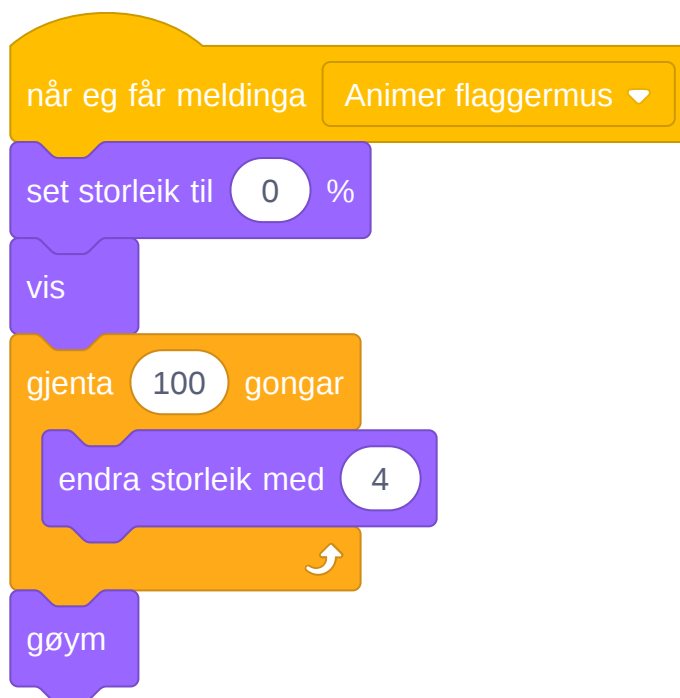 når eg får meldinga Animer flaggermus
set storleik til 0 %
vis
gjenta 100 gongar
endra storleik med 4
gøym